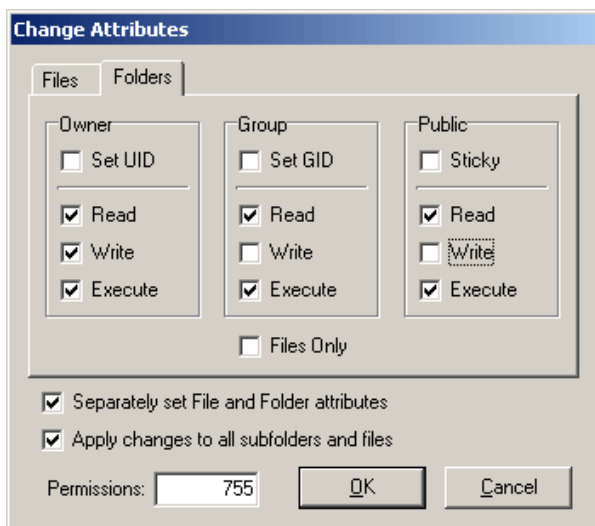 Change Attributes
Files Folders
Owner Group Public
Set UID Set GID Sticky
Read Read Read
Write Write Write
Execute Execute Execute
Files Only
Separately set File and Folder attributes
Apply changes to all subfolders and files
Permissions: 755 OK Cancel